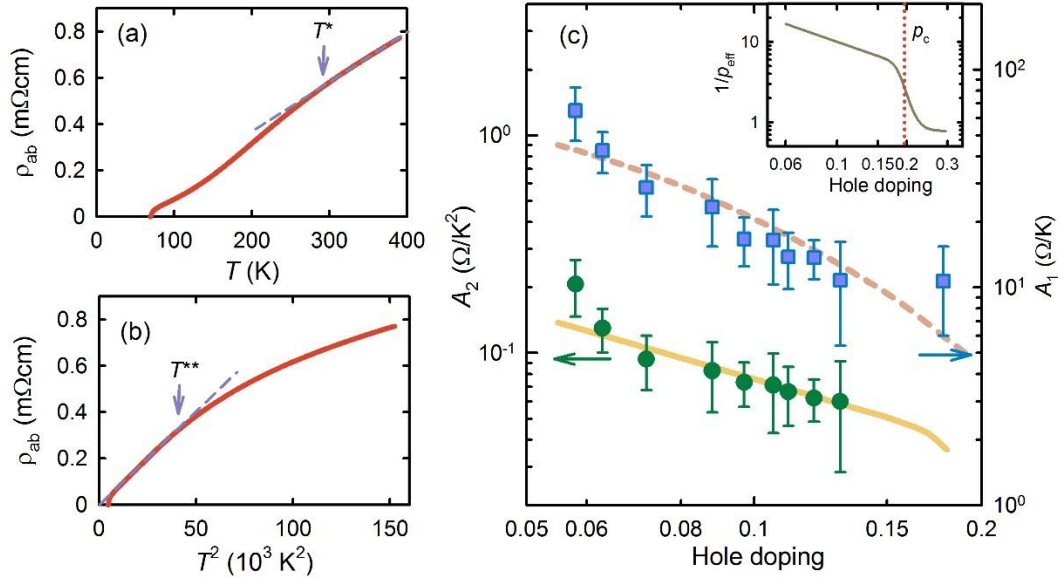 (a)
T*
ρab (mΩcm)
0.8
0.6
0.4
0.2
0
0 100 200 300 400
T (K)
(b)
T**
ρab (mΩcm)
0.8
0.6
0.4
0.2
0
0 50 100 150
T² (10³ K²)
(c)
A₂ (Ω/K²)
10⁰
10⁻¹
0.05 0.06 0.08 0.1 0.15 0.2
Hole doping
A₁ (Ω/K)
10²
10¹
10⁰
1/peff
10
1
pc
0.06 0.1 0.15 0.2 0.3
Hole doping